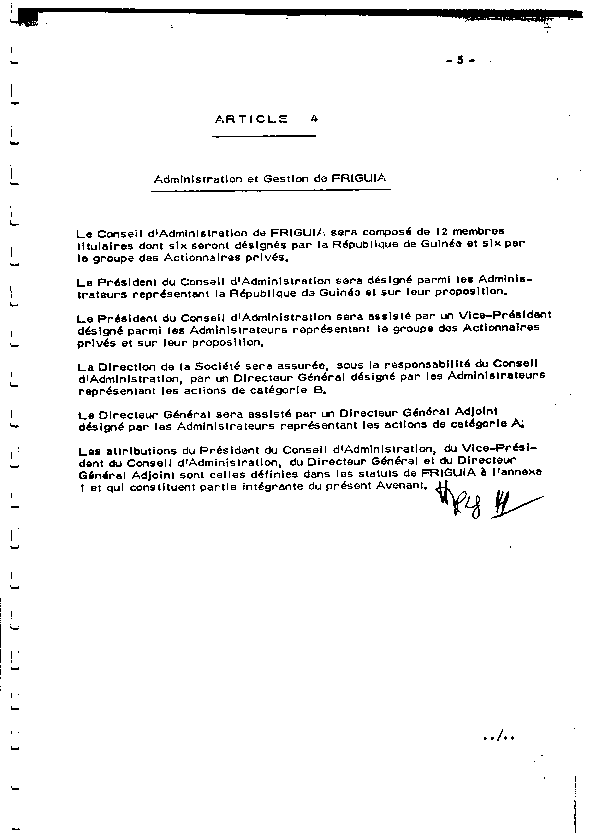 - 5 -
ARTICLE 4
Administration et Gestion de FRIGUIA
Le Conseil d'Administration de FRIGUIA sera composé de 12 membres
titulaires dont six seront désignés par la République de Guinée et six par
le groupe des Actionnaires privés.
Le Président du Conseil d'Administration sera désigné parmi les Adminis-
trateurs représentant la République de Guinée et sur leur proposition.
Le Président du Conseil d'Administration sera assisté par un Vice-Président
désigné parmi les Administrateurs représentant le groupe des Actionnaires
privés et sur leur proposition.
La Direction de la Société sera assurée, sous la responsabilité du Conseil
d'Administration, par un Directeur Général désigné par les Administrateurs
représentant les actions de catégorie B.
Le Directeur Général sera assisté par un Directeur Général Adjoint
désigné par les Administrateurs représentant les actions de catégorie A.
Les attributions du Président du Conseil d'Administration, du Vice-Prési-
dent du Conseil d'Administration, du Directeur Général et du Directeur
Général Adjoint sont celles définies dans les statuts de FRIGUIA à l'annexe
1 et qui constituent partie intégrante du présent Avenant.
../..